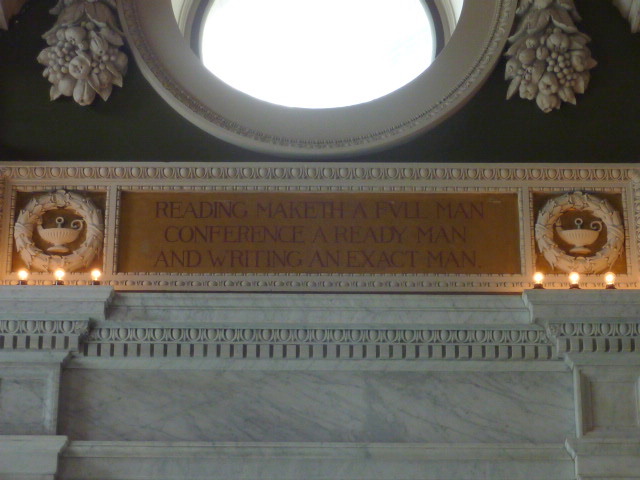 READING MAKETH A FVLL MAN
CONFERENCE A READY MAN
AND WRITING AN EXACT MAN.